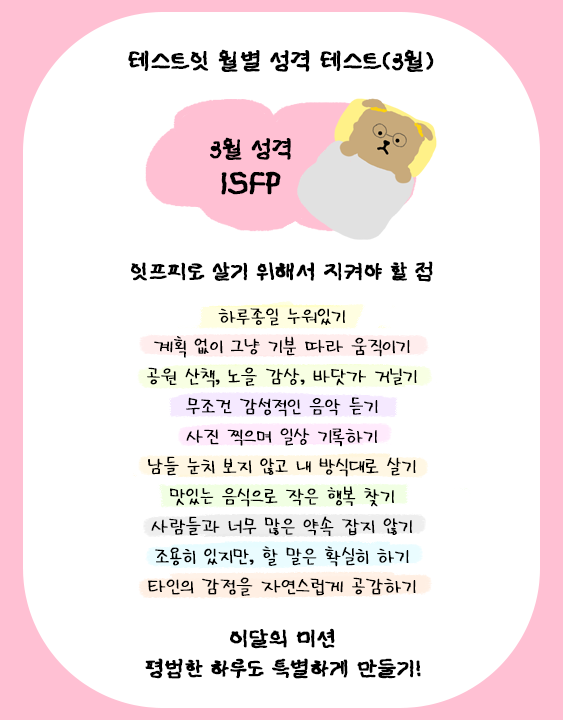 테스트잇 월별 성격 테스트(3월)
3월 성격
ISFP
잇프피로 살기 위해서 지켜야 할 점
하루종일 누워있기
계획 없이 그냥 기분 따라 움직이기
공원 산책, 노을 감상, 바닷가 거닐기
무조건 감성적인 음악 듣기
사진 찍으며 일상 기록하기
남들 눈치 보지 않고 내 방식대로 살기
맛있는 음식으로 작은 행복 찾기
사람들과 너무 많은 약속 잡지 않기
조용히 있지만, 할 말은 확실히 하기
타인의 감정을 자연스럽게 공감하기
이달의 미션
평범한 하루도 특별하게 만들기!